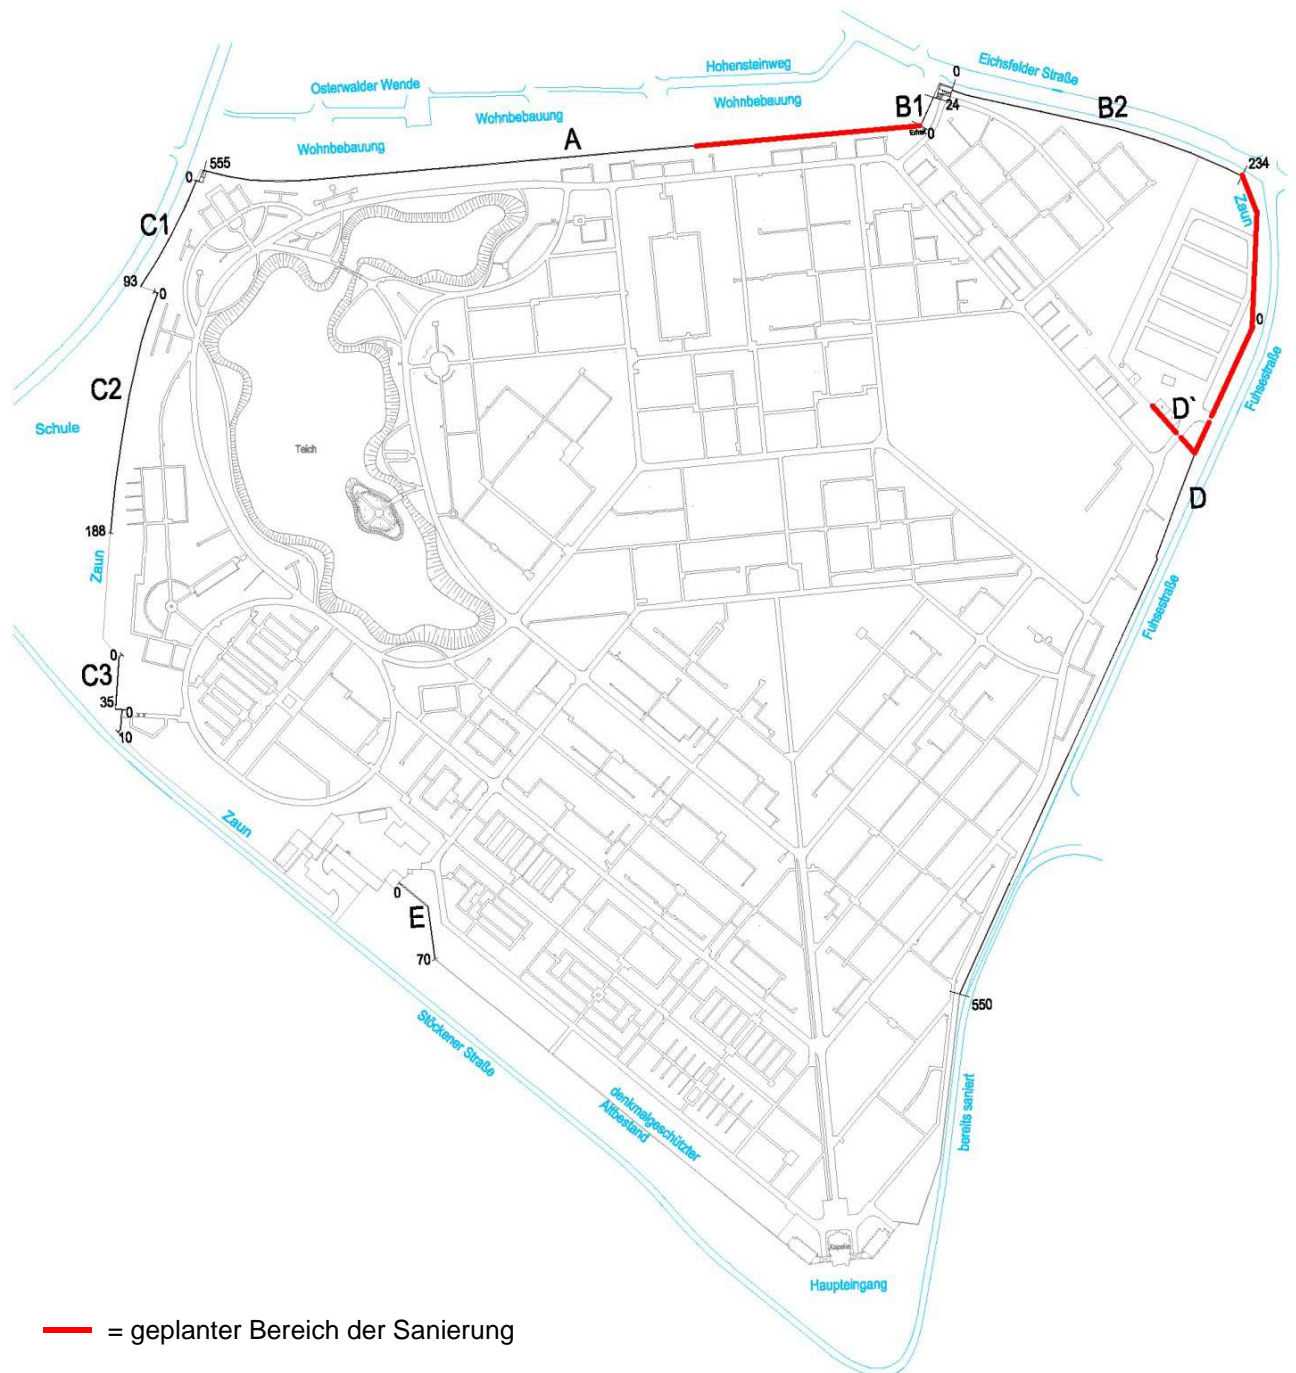 Eichsfelder Straße
Hohensteinweg
Osterwalder Wende
Wohnbebauung
Wohnbebauung
Wohnbebauung
0
24
B1
B2
Erhalt
0
A
555
0
234
Zaun
C1
93
0
0
Fuhsestraße
C2
D`
Schule
Teich
D
188
Zaun
Fuhsestraße
0
C3
35
0
10
Zaun
0
E
70
550
Stöckener Straße
bereits saniert
denkmalgeschützter
Altbestand
Kapelle
Haupteingang
= geplanter Bereich der Sanierung